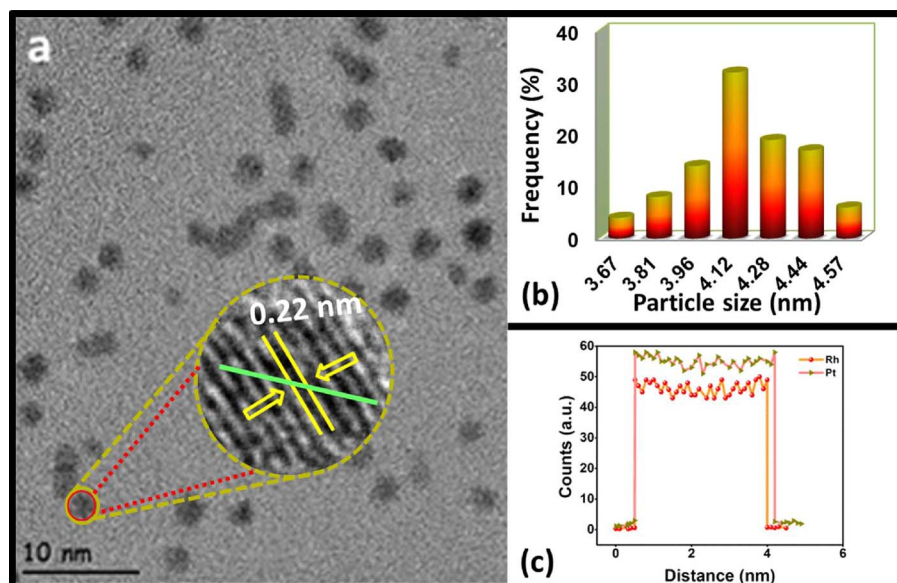 a
0.22 nm
10 nm
40
30
20
10
0
Frequency (%)
3.67
3.81
3.96
4.12
4.28
4.44
4.57
(b)
Particle size (nm)
60
50
40
30
20
10
0
Counts (a.u.)
Rh
Pt
0
2
4
6
(c)
Distance (nm)